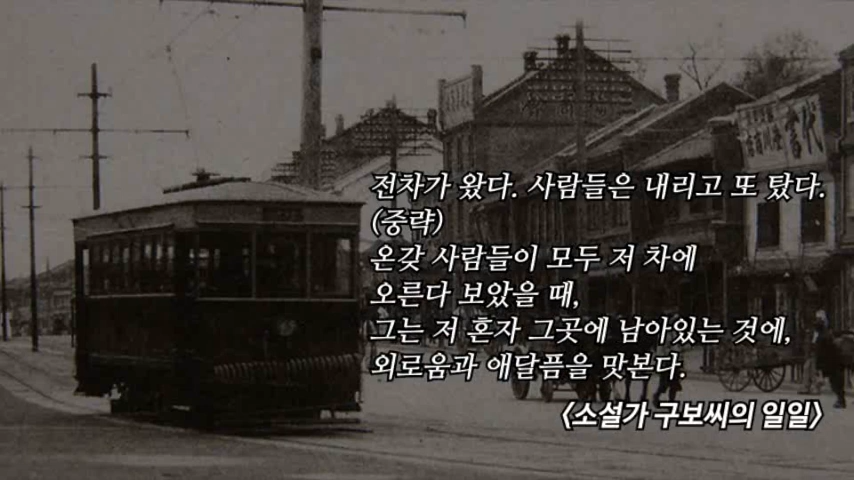 전차가 왔다. 사람들은 내리고 또 탔다.
(중략)
온갖 사람들이 모두 저 차에
오른다 보았을 때,
그는 저 혼자 그곳에 남아있는 것에,
외로움과 애달픔을 맛본다.
〈소설가 구보씨의 일일〉